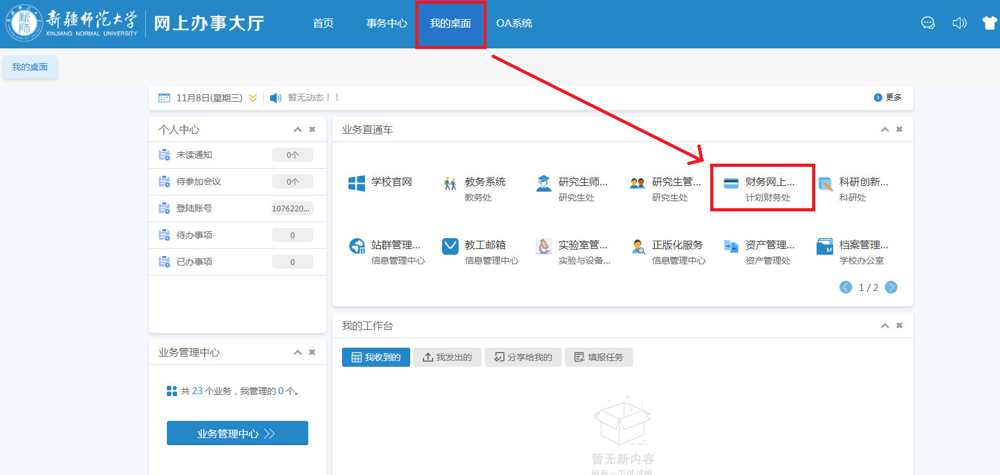 新疆师范大学
XINJIANG NORMAL UNIVERSITY
网上办事大厅
首页 事务中心 我的桌面 OA系统
我的桌面
11月8日(星期三) 暂无动态！！ 更多
个人中心
未读通知 0个
待参加会议 0个
登陆账号 1076220...
待办事项 0
已办事项 0
业务直通车
学校官网
教务系统
教务处
研究生师...
研究生处
研究生管...
研究生处
财务网上...
计划财务处
科研创新...
科研处
站群管理...
信息管理中心
教工邮箱
信息管理中心
实验室管...
实验与设备...
正版化服务
信息管理中心
资产管理...
资产管理处
档案管理...
学校办公室
1 / 2
业务管理中心
共 23 个业务，我管理的 0 个。
业务管理中心
我的工作台
我收到的 我发出的 分享给我的 填报任务
暂无新内容
刷新一下试试哦